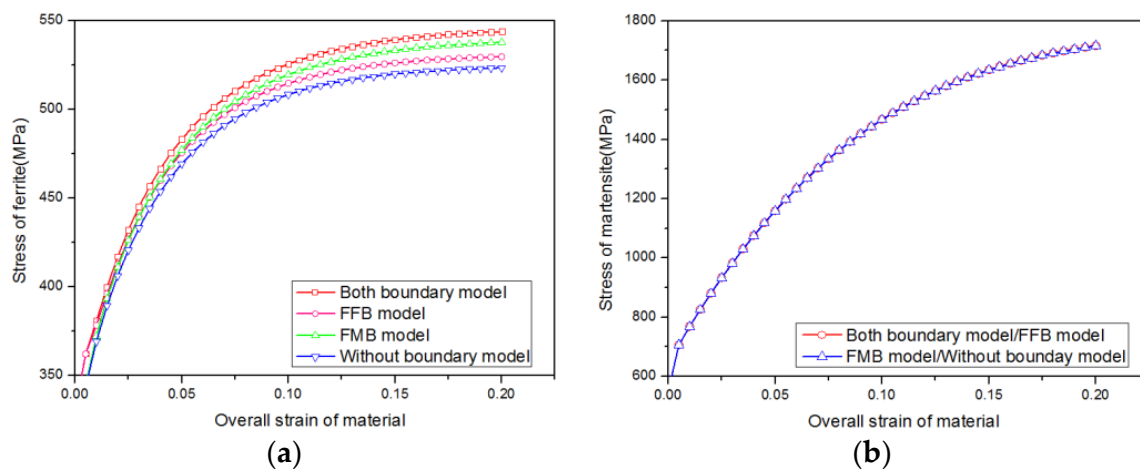 550
500
450
400
350
Stress of ferrite(MPa)
0.00
0.05
0.10
0.15
0.20
Overall strain of material
Both boundary model
FFB model
FMB model
Without boundary model
(a)
1800
1600
1400
1200
1000
800
600
Stress of martensite(MPa)
0.00
0.05
0.10
0.15
0.20
Overall strain of material
Both boundary model/FFB model
FMB model/Without bounday model
(b)